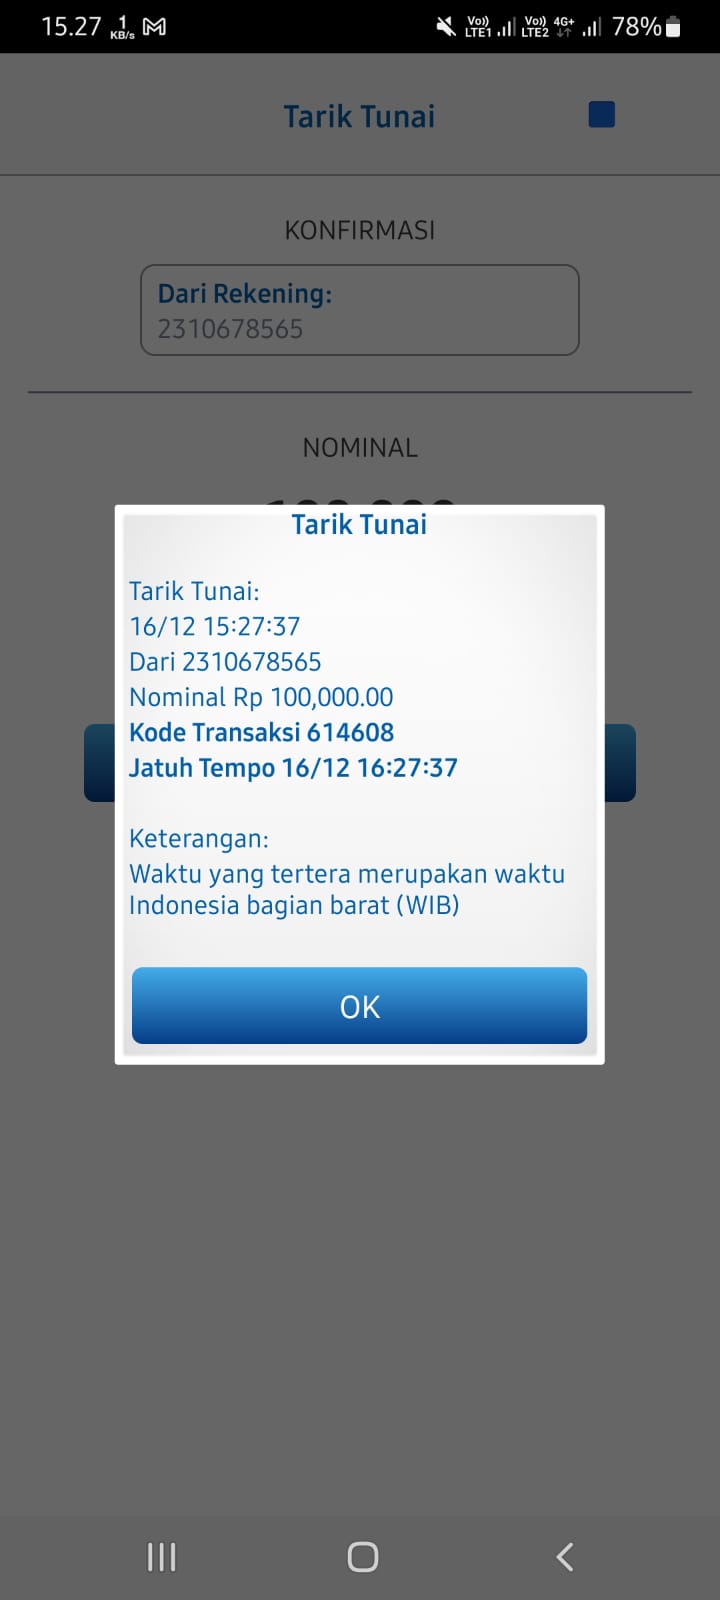 15.27 1 KB/s Vo)) LTE1 Vo)) LTE2 4G+ 78%
Tarik Tunai
KONFIRMASI
Dari Rekening:
2310678565
NOMINAL
Tarik Tunai
Tarik Tunai:
16/12 15:27:37
Dari 2310678565
Nominal Rp 100,000.00
Kode Transaksi 614608
Jatuh Tempo 16/12 16:27:37
Keterangan:
Waktu yang tertera merupakan waktu
Indonesia bagian barat (WIB)
OK